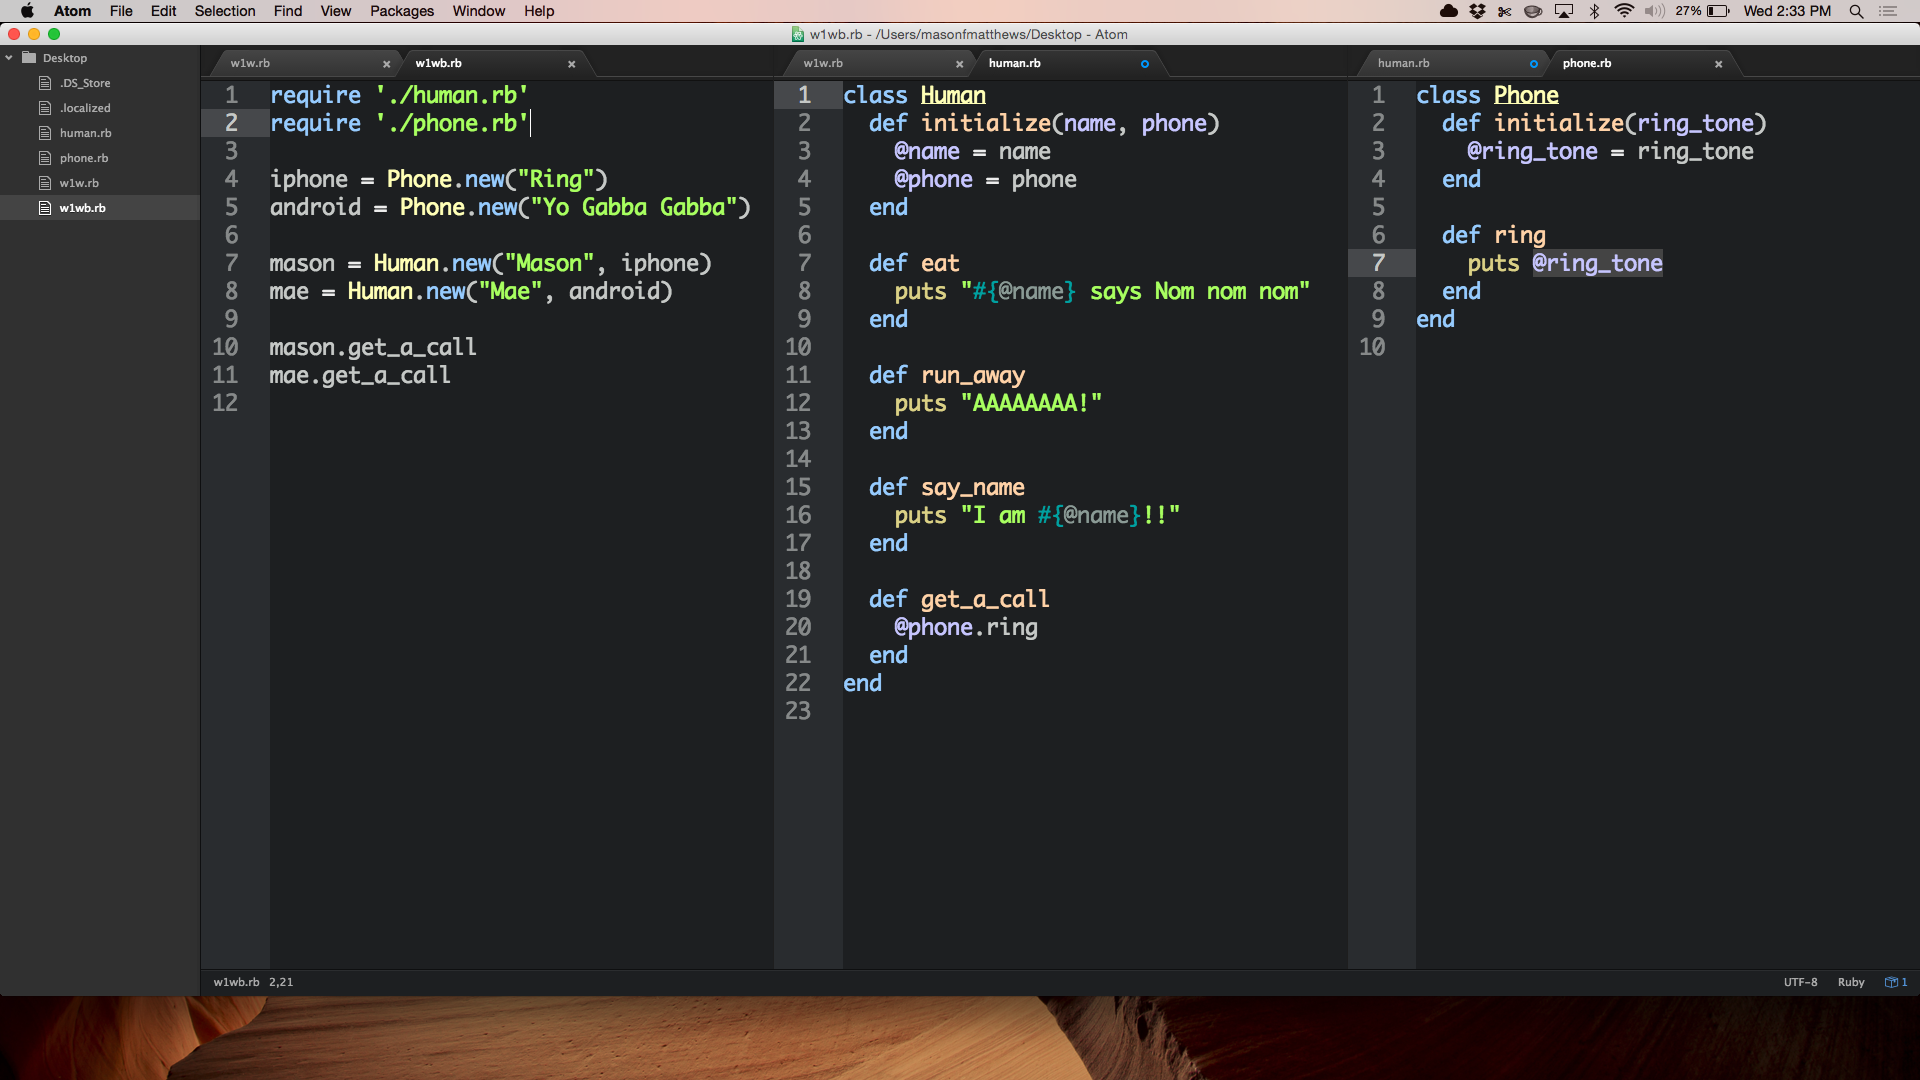 Atom File Edit Selection Find View Packages Window Help 27% Wed 2:33 PM
w1wb.rb - /Users/masonfmatthews/Desktop - Atom
Desktop
.DS_Store
.localized
human.rb
phone.rb
w1w.rb
w1wb.rb
w1w.rb w1wb.rb
1 require './human.rb'
2 require './phone.rb'
3
4 iphone = Phone.new("Ring")
5 android = Phone.new("Yo Gabba Gabba")
6
7 mason = Human.new("Mason", iphone)
8 mae = Human.new("Mae", android)
9
10 mason.get_a_call
11 mae.get_a_call
12
w1w.rb human.rb
1 class Human
2 def initialize(name, phone)
3 @name = name
4 @phone = phone
5 end
6
7 def eat
8 puts "#{@name} says Nom nom nom"
9 end
10
11 def run_away
12 puts "AAAAAAAA!"
13 end
14
15 def say_name
16 puts "I am #{@name}!!"
17 end
18
19 def get_a_call
20 @phone.ring
21 end
22 end
23
human.rb phone.rb
1 class Phone
2 def initialize(ring_tone)
3 @ring_tone = ring_tone
4 end
5
6 def ring
7 puts @ring_tone
8 end
9 end
10
w1wb.rb 2,21
UTF-8 Ruby 1